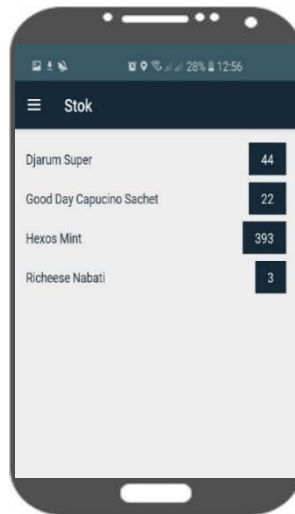 28% 12:56
Stok
Djarum Super 44
Good Day Capucino Sachet 22
Hexos Mint 393
Richeese Nabati 3